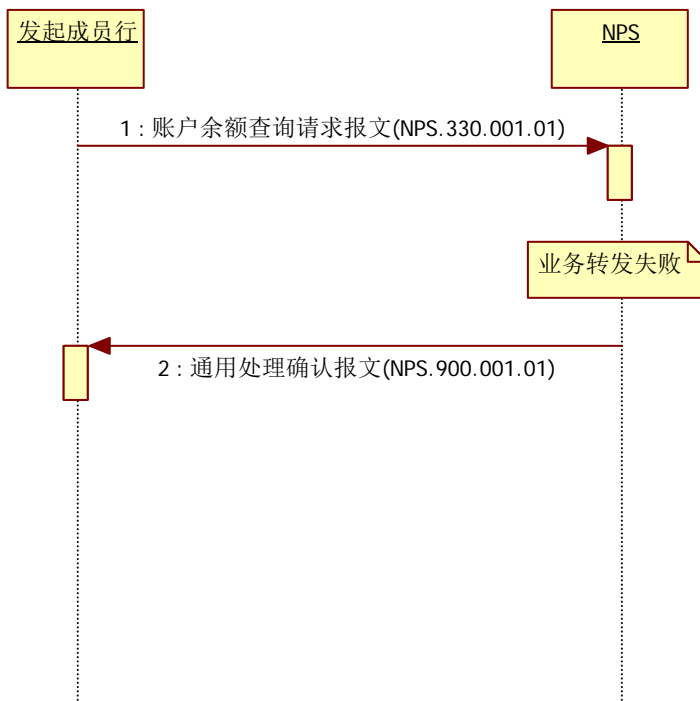 发起成员行
NPS
1 : 账户余额查询请求报文(NPS.330.001.01)
业务转发失败
2 : 通用处理确认报文(NPS.900.001.01)